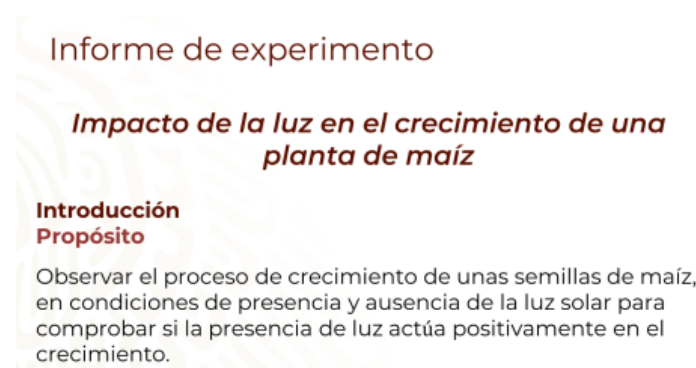 Informe de experimento
Impacto de la luz en el crecimiento de una
planta de maíz
Introducción
Propósito
Observar el proceso de crecimiento de unas semillas de maíz,
en condiciones de presencia y ausencia de la luz solar para
comprobar si la presencia de luz actúa positivamente en el
crecimiento.